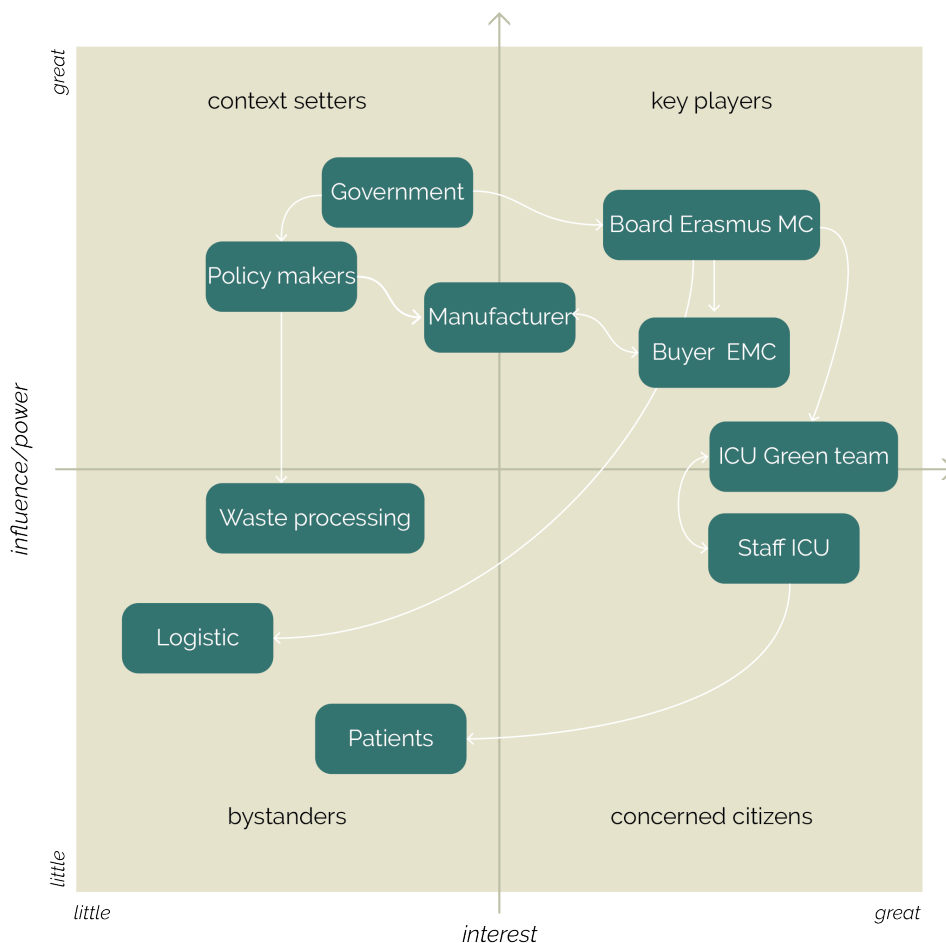 great
context setters
key players
Government
Board Erasmus MC
Policy makers
Manufacturer
Buyer EMC
influence/power
ICU Green team
Waste processing
Staff ICU
Logistic
Patients
bystanders
concerned citizens
little
little
great
interest